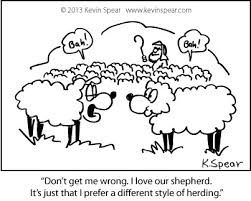 © 2013 Kevin Spear • www.kevinspear.com
Bah!
Bah!
K.Spear
"Don't get me wrong. I love our shepherd.
It's just that I prefer a different style of herding."